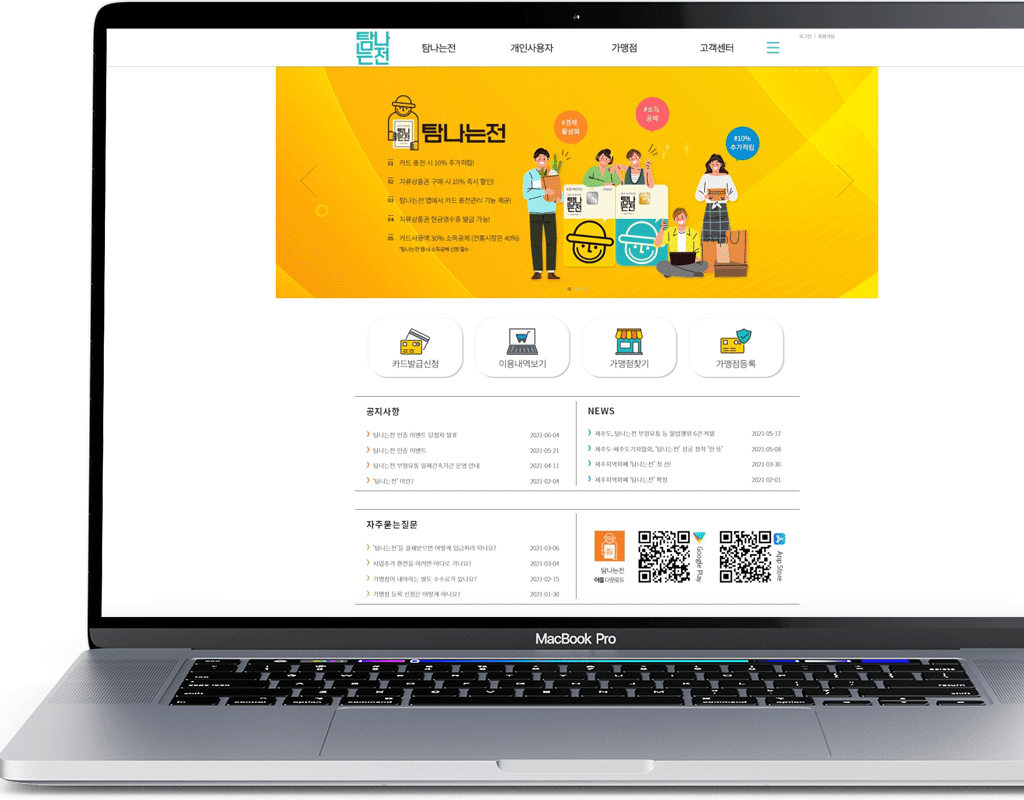 탐나
는전
탐나는전
개인사용자
가맹점
고객센터
로그인 | 회원가입
탐나는전
01 카드 충전 시 10% 추가적립!
02 지류상품권 구매 시 10% 즉시 할인!
03 탐나는전 앱에서 카드 충전관리 기능 제공!
04 지류상품권 현금영수증 발급 가능!
05 카드사용액 30% 소득공제 (전통시장은 40%)
*탐나는전 앱 내 소득공제 신청 필수
#경제
활성화
#소득
공제
#10%
추가적립
탐나
는전
탐나
는전
카드발급신청
이용내역보기
가맹점찾기
가맹점등록
공지사항
탐나는전 인증 이벤트 당첨자 발표 2021-06-04
탐나는전 인증 이벤트 2021-05-21
탐나는전 부정유통 일제단속기간 운영 안내 2021-04-11
'탐나는전' 이란? 2021-02-04
NEWS
제주도, 탐나는전 부정유통 등 불법행위 6건 적발 2021-05-17
제주도-제주도기자협회, '탐나는전' 성공 정착 '한 뜻' 2021-05-08
제주지역화폐 '탐나는전' 첫 선! 2021-03-30
제주지역화폐 '탐나는전' 확정 2021-02-01
자주묻는질문
'탐나는전'을 결제받으면 어떻게 입금처리 되나요? 2021-03-06
사업주가 환전을 하려면 어디로 가나요? 2021-03-04
가맹점이 내야하는 별도 수수료가 있나요? 2021-02-15
가맹점 등록 신청은 어떻게 하나요? 2021-01-30
탐나는전
어플 다운로드
Google Play
App Store
MacBook Pro
esc
delete
tab
caps lock
return
shift
shift
fn
control
option
command
command
option